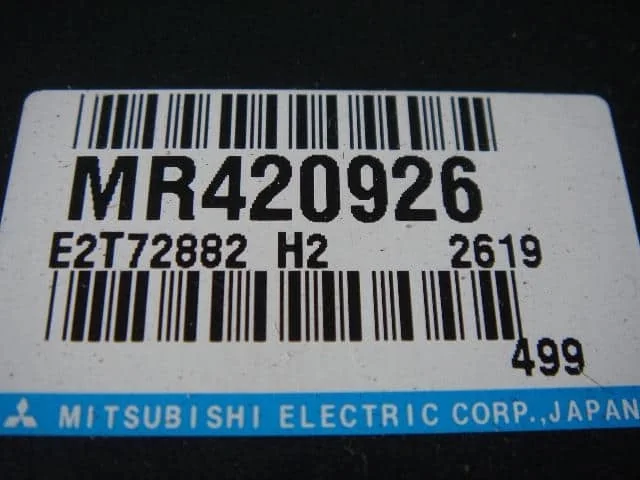 MR420926
E2T72882 H2 2619
499
MITSUBISHI ELECTRIC CORP.,JAPAN